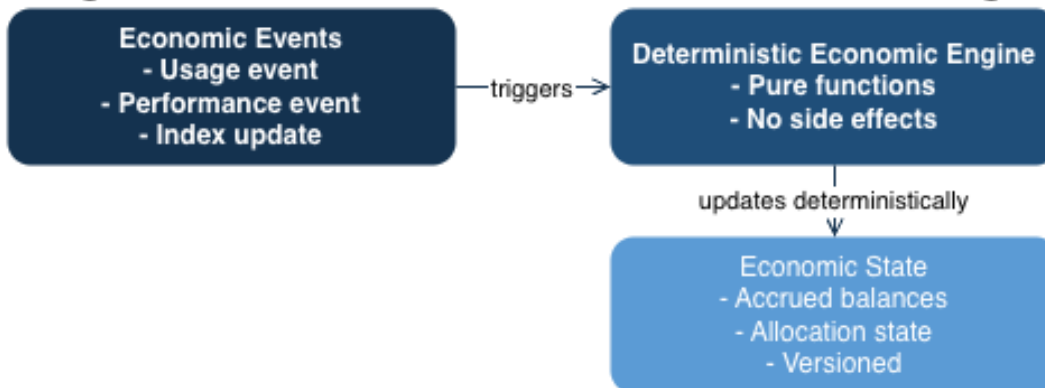 Economic Events
- Usage event
- Performance event
- Index update
triggers
Deterministic Economic Engine
- Pure functions
- No side effects
updates deterministically
Economic State
- Accrued balances
- Allocation state
- Versioned